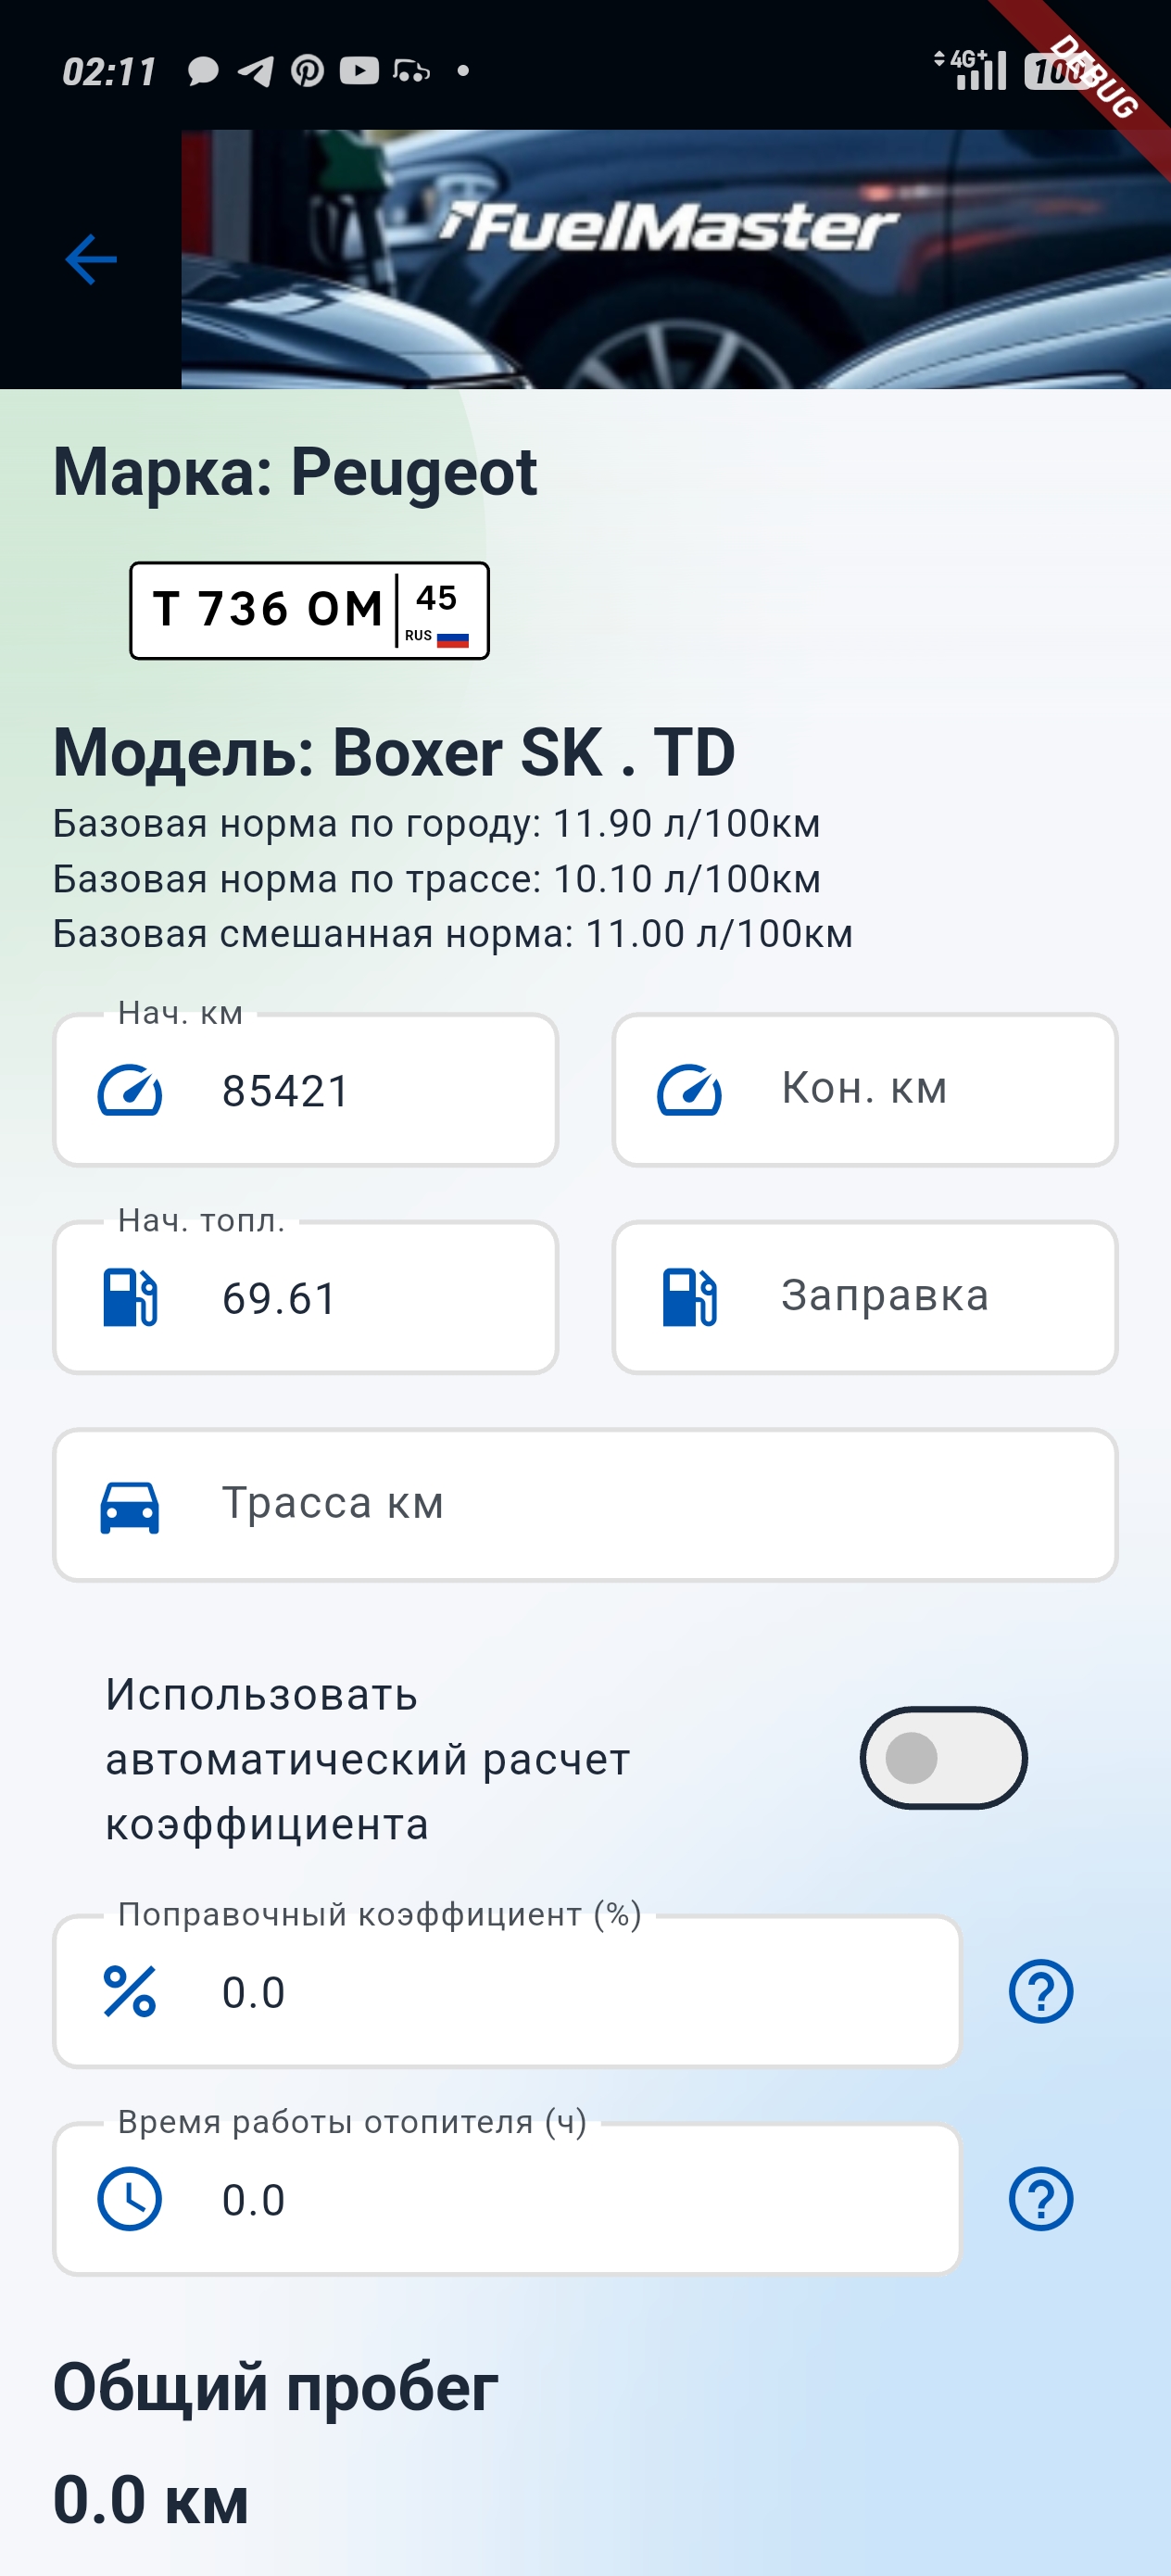 02:11
4G+
100
DEBUG
FuelMaster
Марка: Peugeot
T 736 OM 45
RUS
Модель: Boxer SK . TD
Базовая норма по городу: 11.90 л/100км
Базовая норма по трассе: 10.10 л/100км
Базовая смешанная норма: 11.00 л/100км
Нач. км
85421
Кон. км
Нач. топл.
69.61
Заправка
Трасса км
Использовать
автоматический расчет
коэффициента
Поправочный коэффициент (%)
0.0
Время работы отопителя (ч)
0.0
Общий пробег
0.0 км